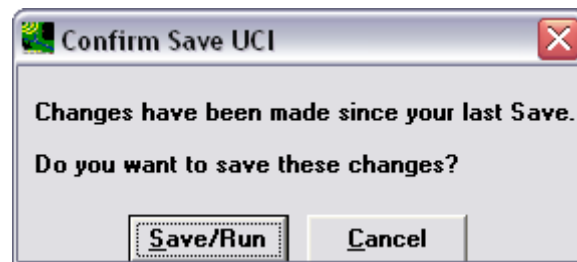 Confirm Save UCI
Changes have been made since your last Save.
Do you want to save these changes?
Save/Run Cancel